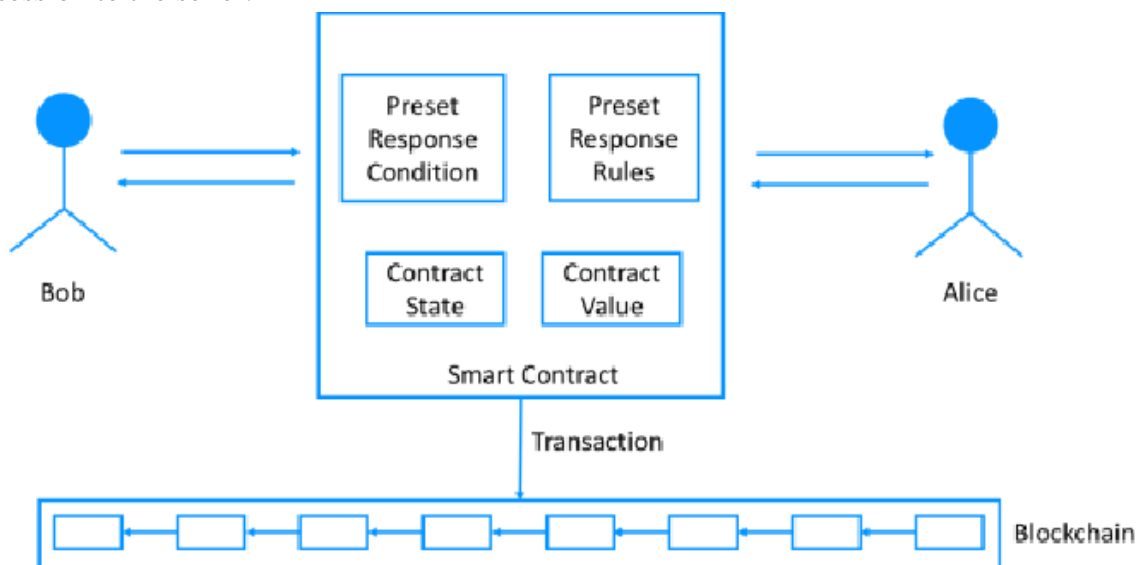 Preset
Response
Condition
Preset
Response
Rules
Bob
Contract
State
Contract
Value
Alice
Smart Contract
Transaction
Blockchain